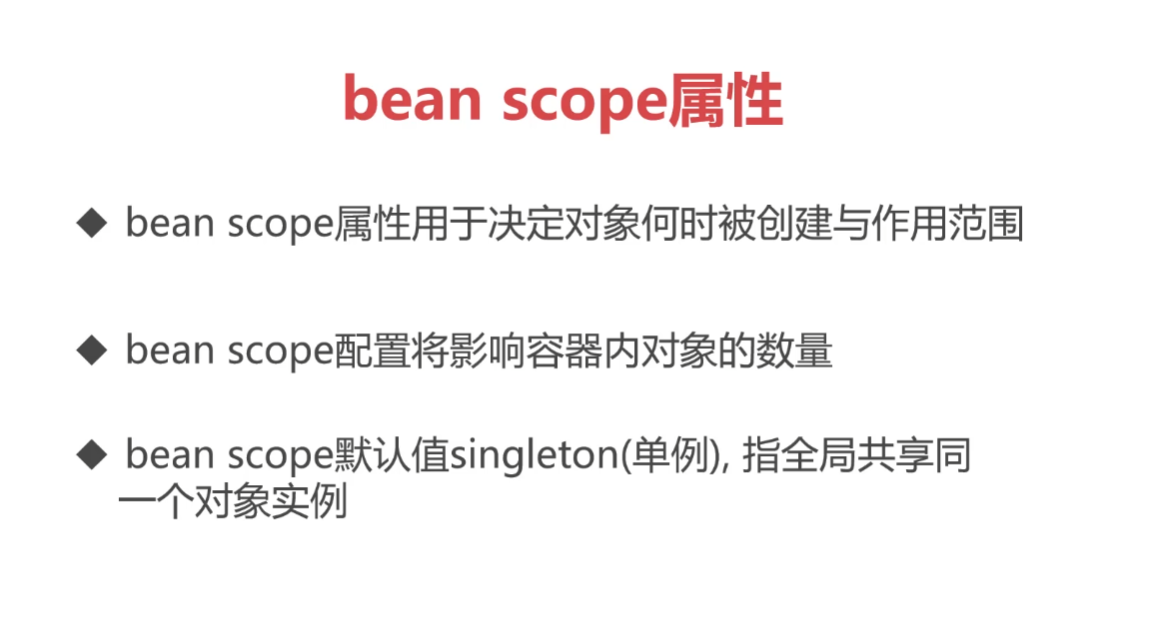 bean scope属性
◆ bean scope属性用于决定对象何时被创建与作用范围
◆ bean scope配置将影响容器内对象的数量
◆ bean scope默认值singleton(单例), 指全局共享同
一个对象实例